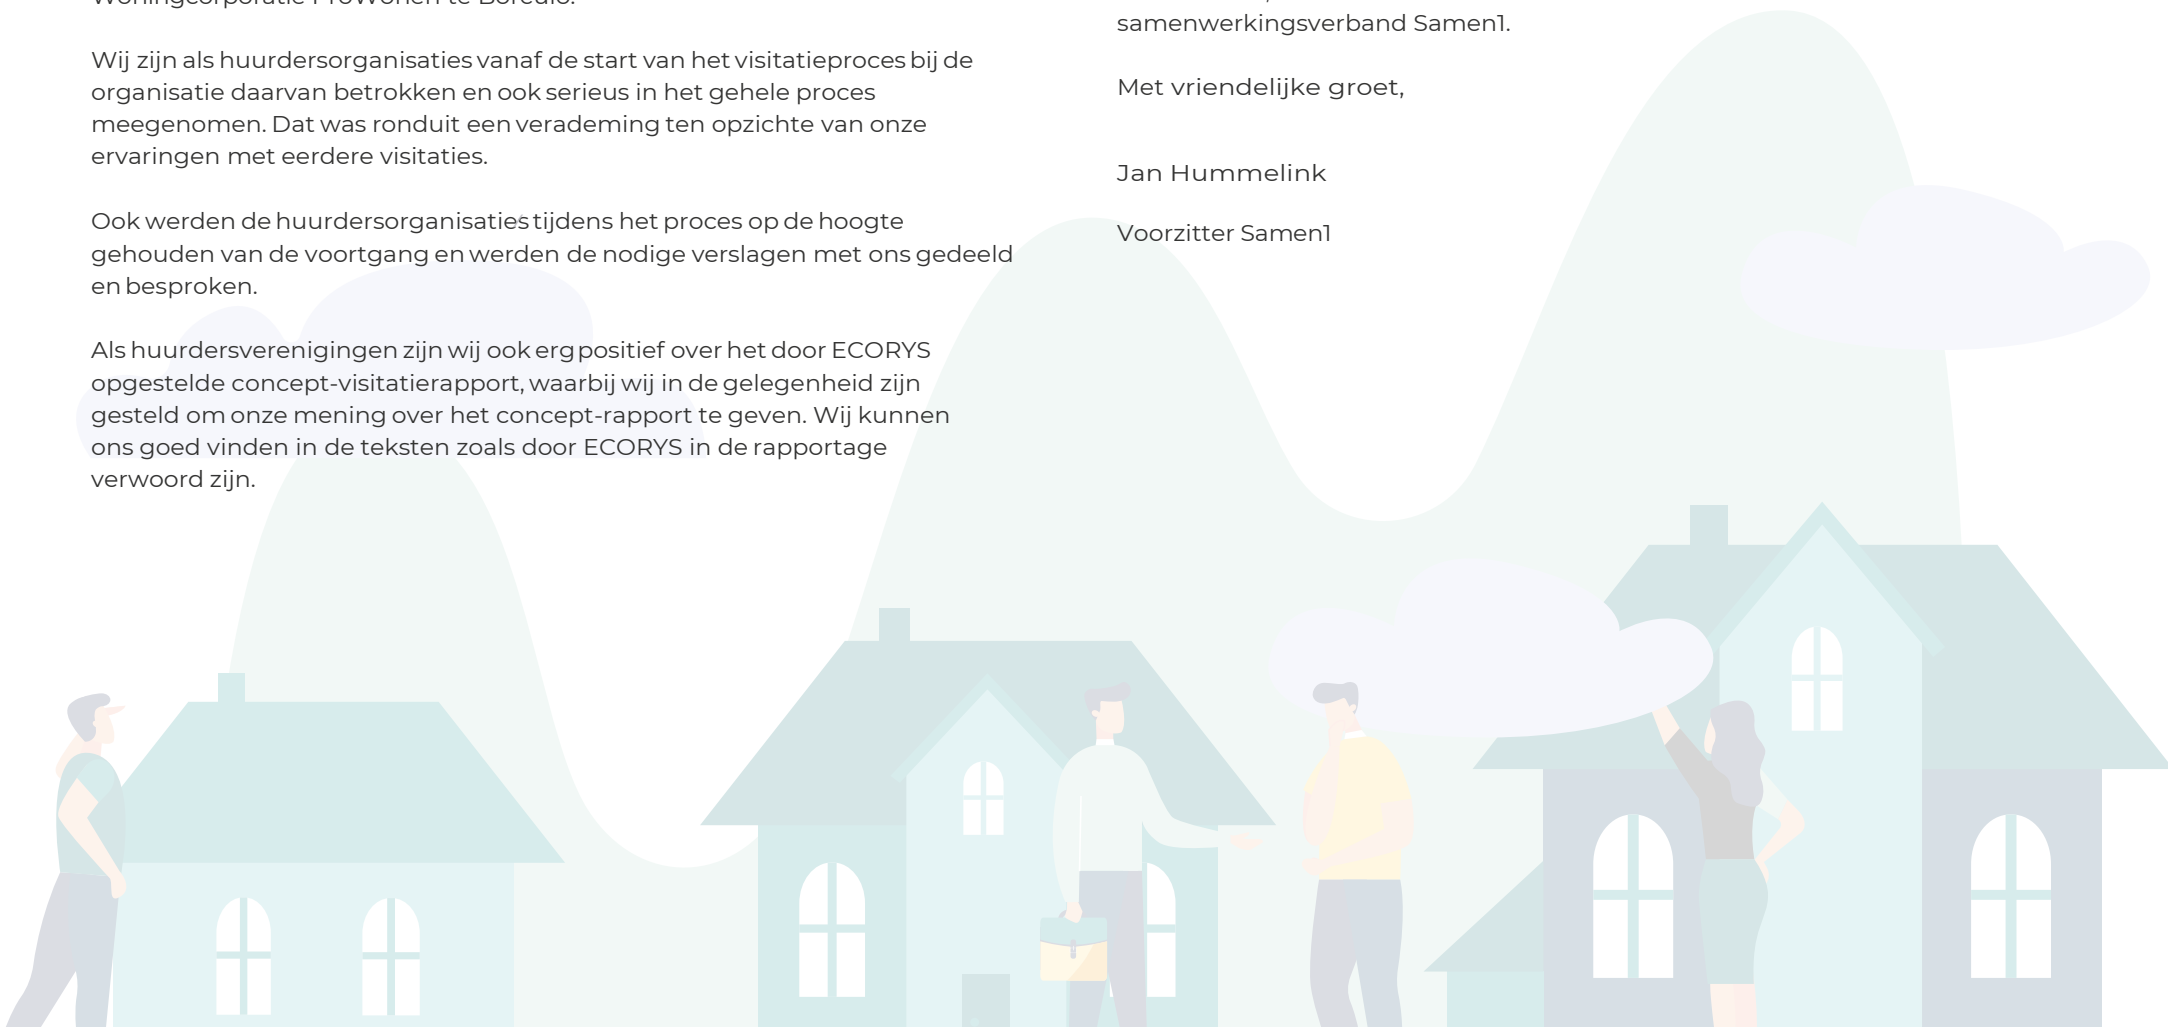 Woningcorporatie ProWonen te Borculo.
Wij zijn als huurdersorganisaties vanaf de start van het visitatieproces bij de
organisatie daarvan betrokken en ook serieus in het gehele proces
meegenomen. Dat was ronduit een verademing ten opzichte van onze
ervaringen met eerdere visitaties.
Ook werden de huurdersorganisaties tijdens het proces op de hoogte
gehouden van de voortgang en werden de nodige verslagen met ons gedeeld
en besproken.
Als huurdersverenigingen zijn wij ook erg positief over het door ECORYS
opgestelde concept-visitatierapport, waarbij wij in de gelegenheid zijn
gesteld om onze mening over het concept-rapport te geven. Wij kunnen
ons goed vinden in de teksten zoals door ECORYS in de rapportage
verwoord zijn.
samenwerkingsverband Samen1.
Met vriendelijke groet,
Jan Hummelink
Voorzitter Samen1